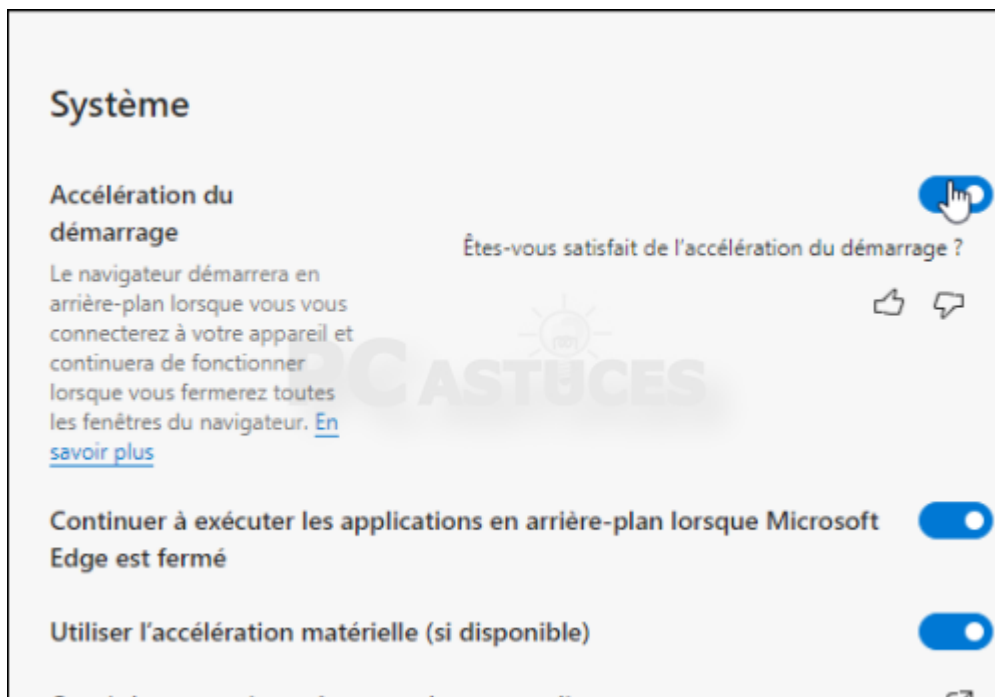 Système
Accélération du
démarrage
Êtes-vous satisfait de l'accélération du démarrage ?
Le navigateur démarrera en
arrière-plan lorsque vous vous
connecterez à votre appareil et
continuera de fonctionner
lorsque vous fermerez toutes
les fenêtres du navigateur. En
savoir plus
PC ASTUCES
Continuer à exécuter les applications en arrière-plan lorsque Microsoft
Edge est fermé
Utiliser l'accélération matérielle (si disponible)